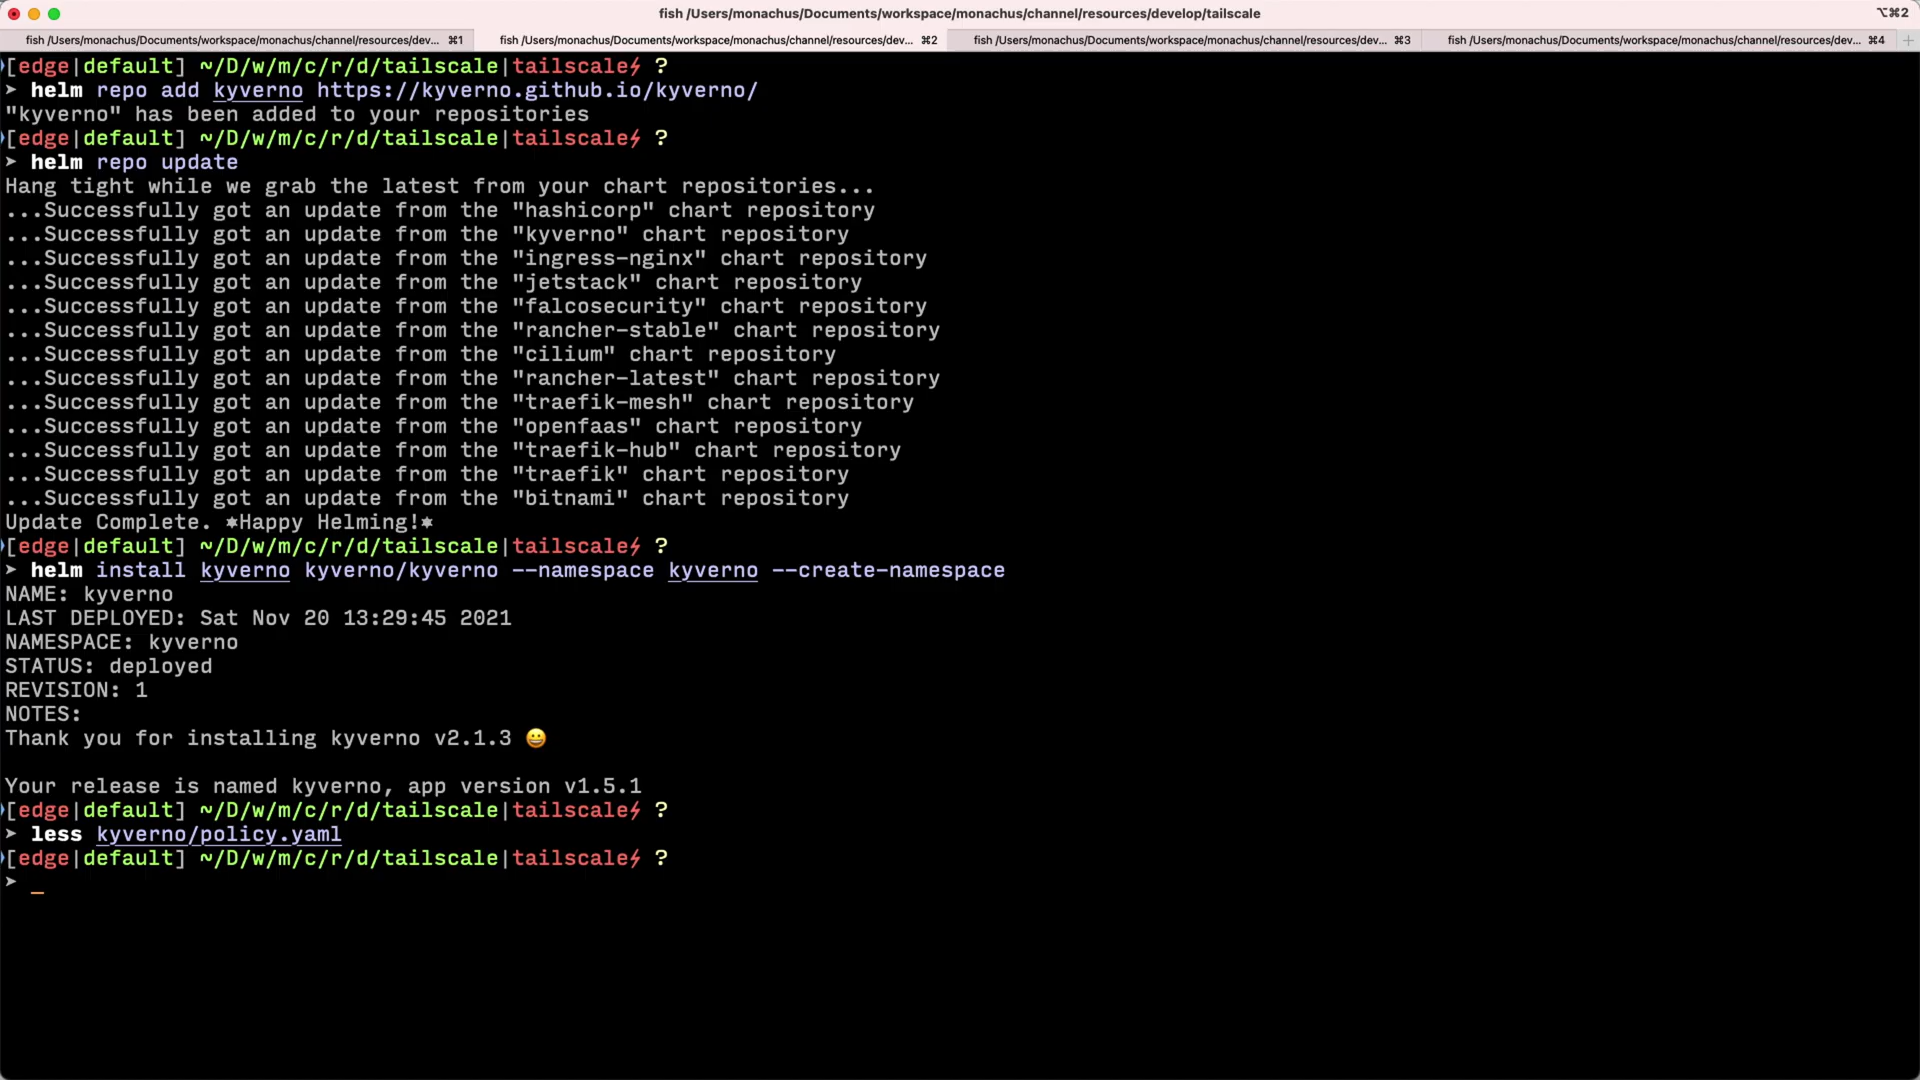 fish /Users/monachus/Documents/workspace/monachus/channel/resources/develop/tailscale
⌥⌘2
fish /Users/monachus/Documents/workspace/monachus/channel/resources/dev... ⌘1
fish /Users/monachus/Documents/workspace/monachus/channel/resources/dev... ⌘2
fish /Users/monachus/Documents/workspace/monachus/channel/resources/dev... ⌘3
fish /Users/monachus/Documents/workspace/monachus/channel/resources/dev... ⌘4
[edge|default] ~/D/w/m/c/r/d/tailscale|tailscale⚡ ?
➤ helm repo add kyverno https://kyverno.github.io/kyverno/
"kyverno" has been added to your repositories
[edge|default] ~/D/w/m/c/r/d/tailscale|tailscale⚡ ?
➤ helm repo update
Hang tight while we grab the latest from your chart repositories...
...Successfully got an update from the "hashicorp" chart repository
...Successfully got an update from the "kyverno" chart repository
...Successfully got an update from the "ingress-nginx" chart repository
...Successfully got an update from the "jetstack" chart repository
...Successfully got an update from the "falcosecurity" chart repository
...Successfully got an update from the "rancher-stable" chart repository
...Successfully got an update from the "cilium" chart repository
...Successfully got an update from the "rancher-latest" chart repository
...Successfully got an update from the "traefik-mesh" chart repository
...Successfully got an update from the "openfaas" chart repository
...Successfully got an update from the "traefik-hub" chart repository
...Successfully got an update from the "traefik" chart repository
...Successfully got an update from the "bitnami" chart repository
Update Complete. ⎈Happy Helming!⎈
[edge|default] ~/D/w/m/c/r/d/tailscale|tailscale⚡ ?
➤ helm install kyverno kyverno/kyverno --namespace kyverno --create-namespace
NAME: kyverno
LAST DEPLOYED: Sat Nov 20 13:29:45 2021
NAMESPACE: kyverno
STATUS: deployed
REVISION: 1
NOTES:
Thank you for installing kyverno v2.1.3 😀
Your release is named kyverno, app version v1.5.1
[edge|default] ~/D/w/m/c/r/d/tailscale|tailscale⚡ ?
➤ less kyverno/policy.yaml
[edge|default] ~/D/w/m/c/r/d/tailscale|tailscale⚡ ?
➤ _